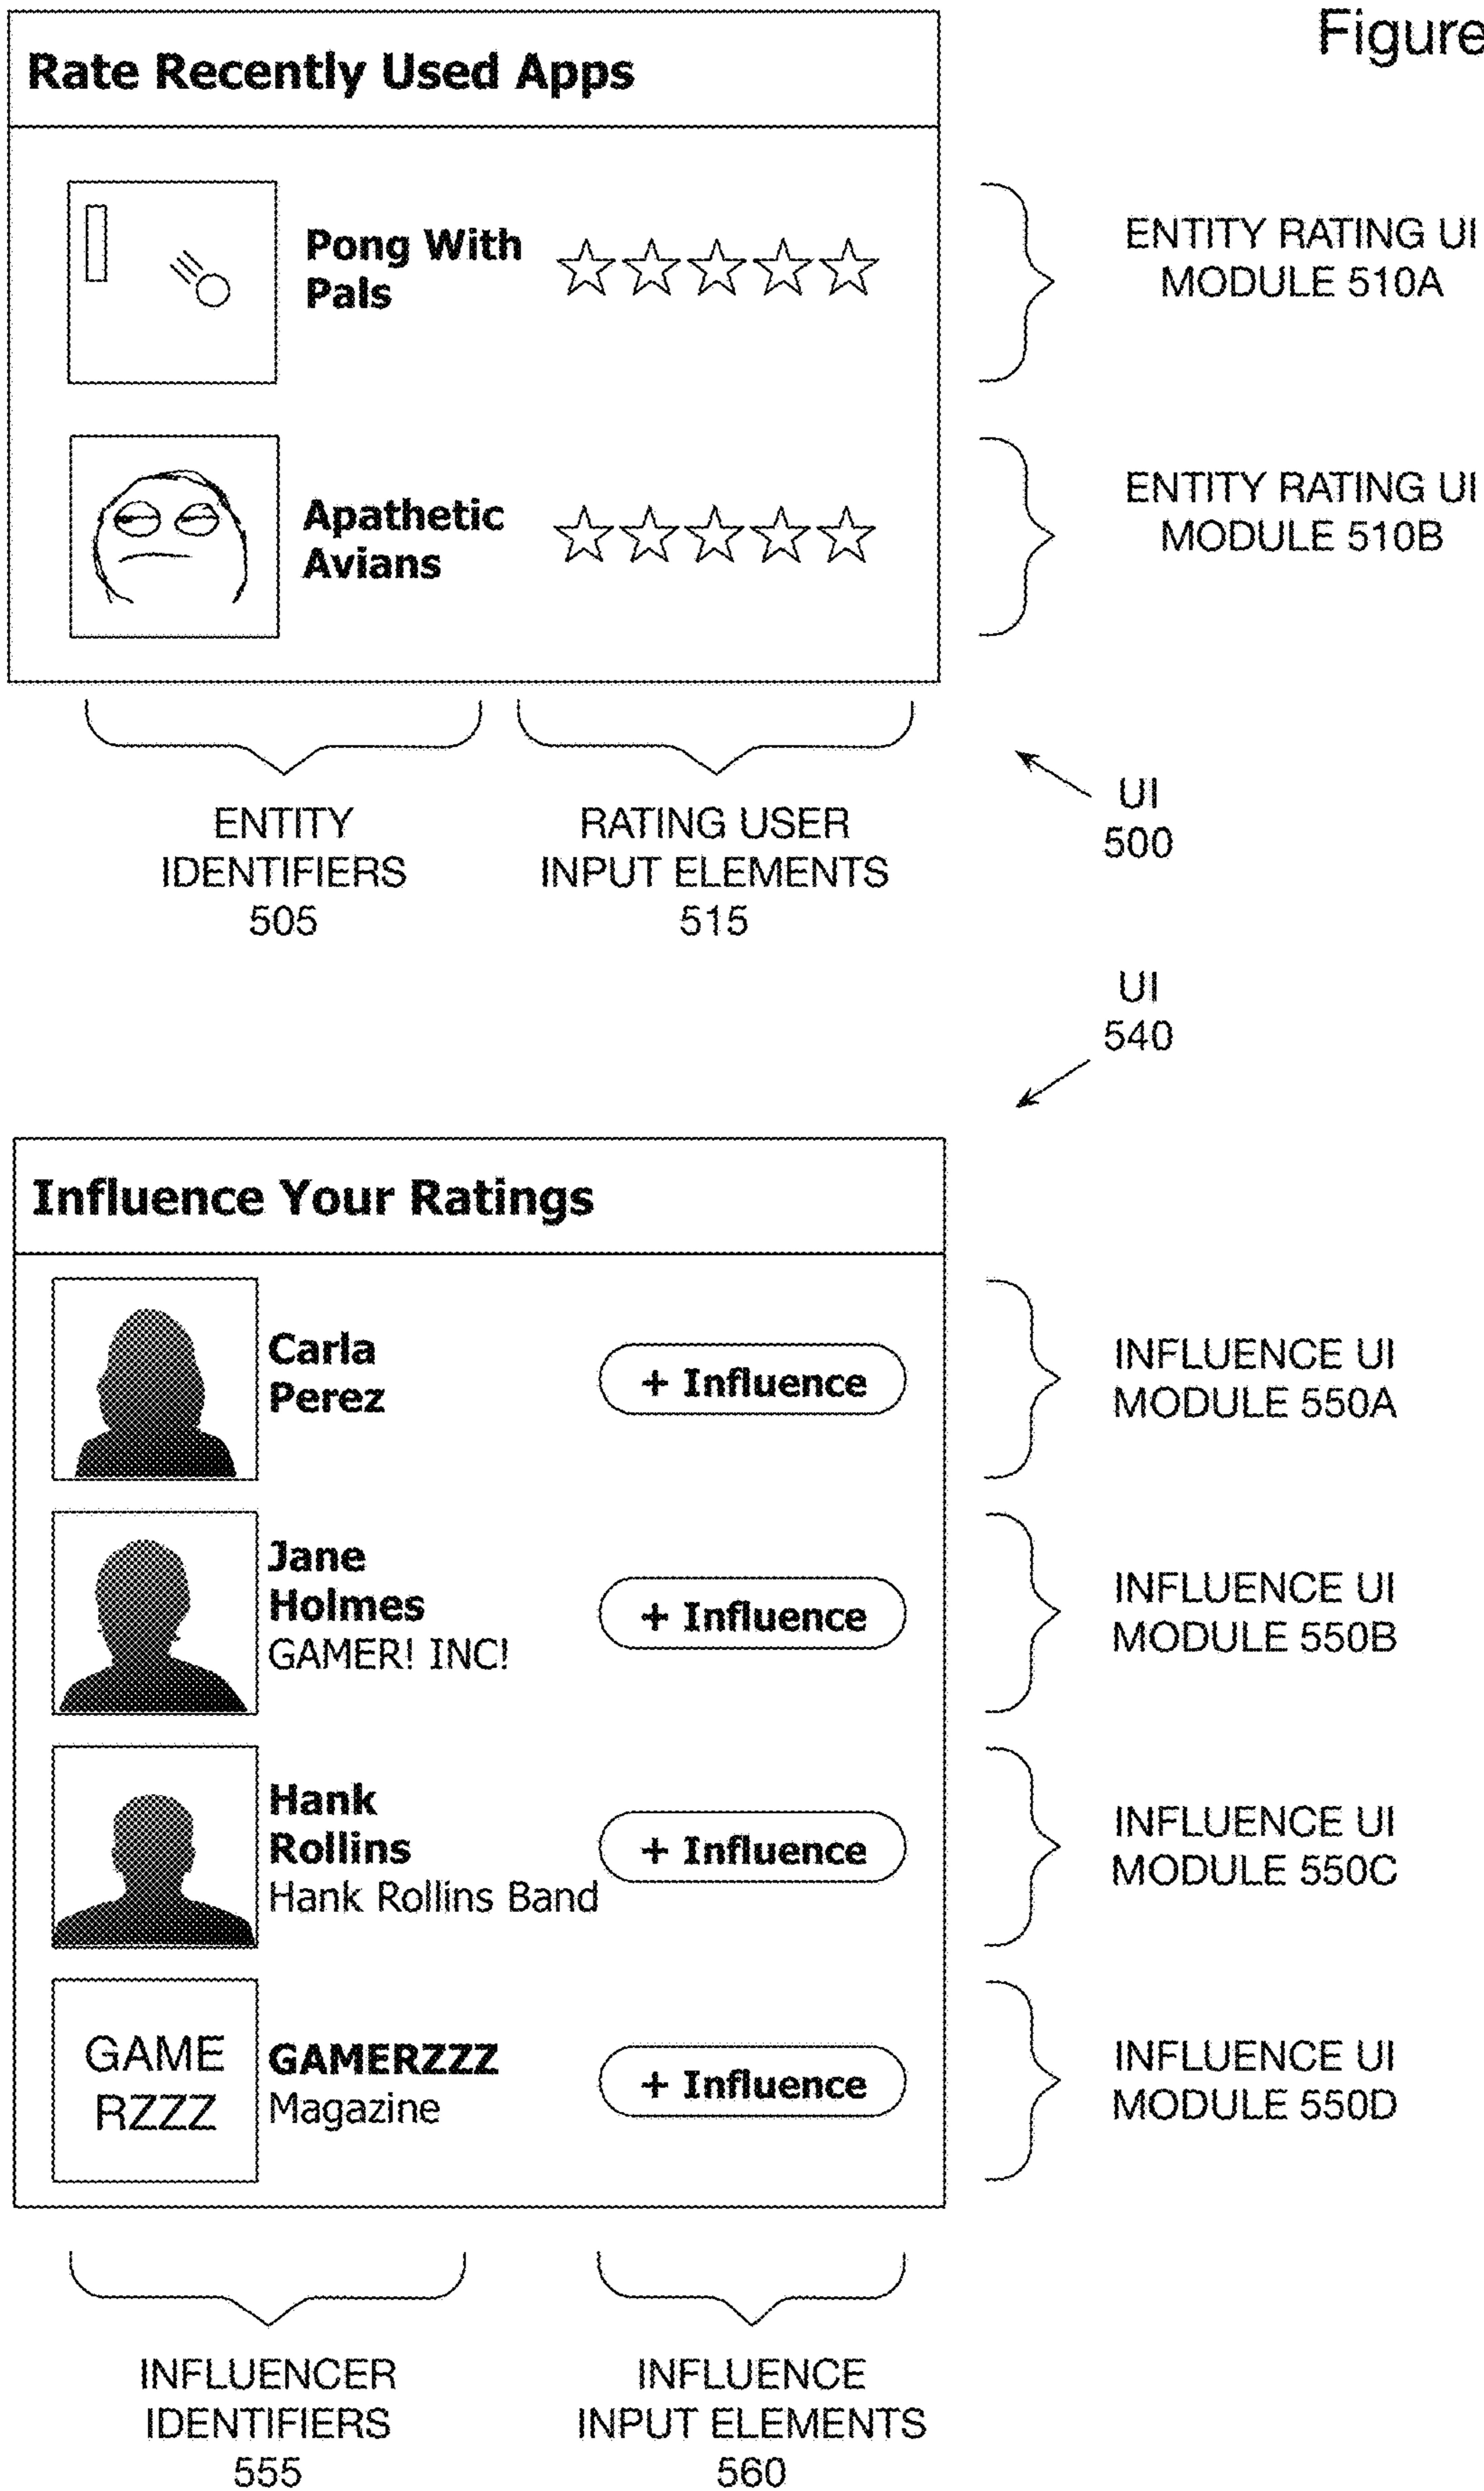 Figure
Rate Recently Used Apps
Pong With
Pals
ENTITY RATING UI
MODULE 510A
Apathetic
Avians
ENTITY RATING UI
MODULE 510B
ENTITY
IDENTIFIERS
505
RATING USER
INPUT ELEMENTS
515
UI
500
UI
540
Influence Your Ratings
Carla
Perez
+ Influence
INFLUENCE UI
MODULE 550A
Jane
Holmes
GAMER! INC!
+ Influence
INFLUENCE UI
MODULE 550B
Hank
Rollins
Hank Rollins Band
+ Influence
INFLUENCE UI
MODULE 550C
GAME
RZZZ
GAMERZZZ
Magazine
+ Influence
INFLUENCE UI
MODULE 550D
INFLUENCER
IDENTIFIERS
555
INFLUENCE
INPUT ELEMENTS
560